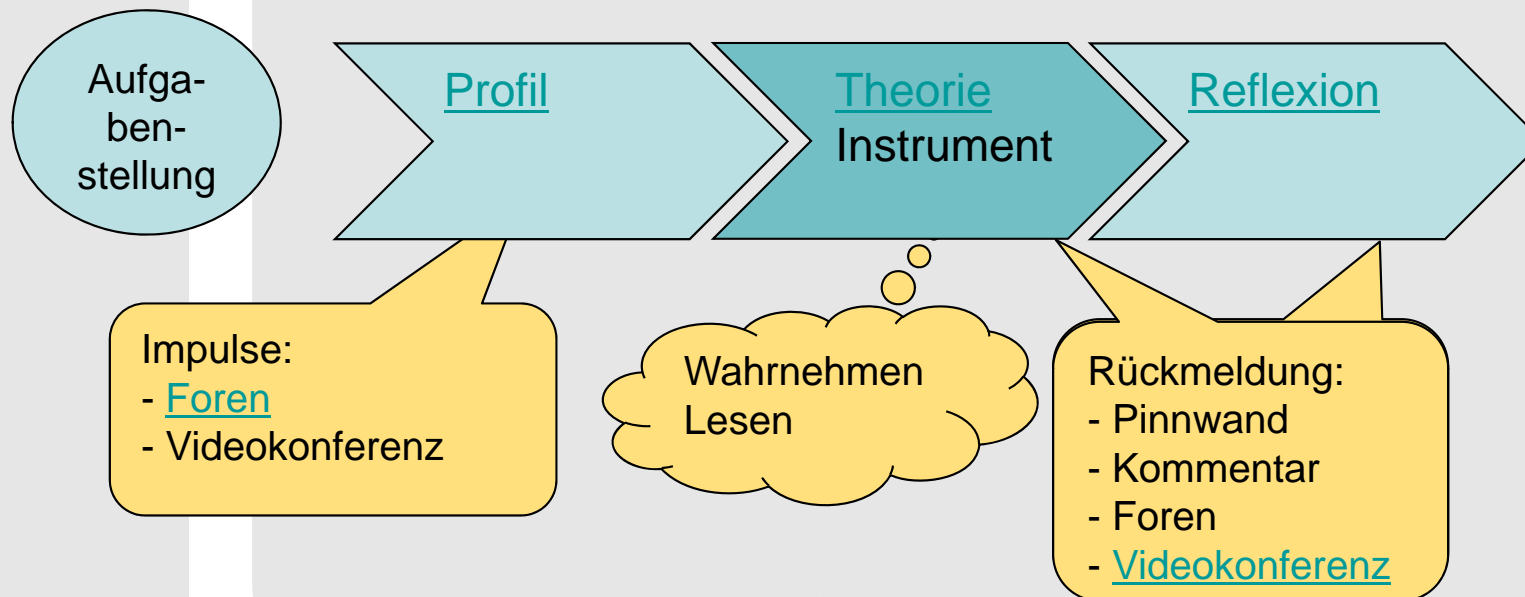 Aufga-
ben-
stellung
Profil
Theorie
Instrument
Reflexion
Impulse:
- Foren
- Videokonferenz
Wahrnehmen
Lesen
Rückmeldung:
- Pinnwand
- Kommentar
- Foren
- Videokonferenz